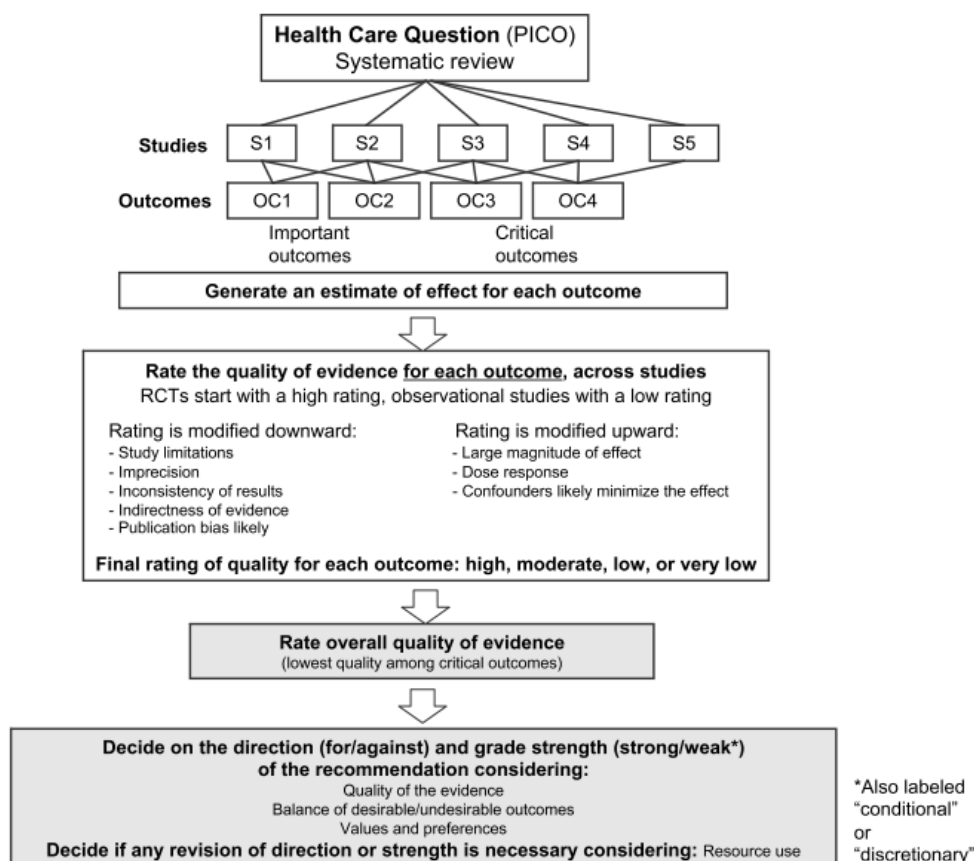 Health Care Question (PICO)
Systematic review
Studies
S1
S2
S3
S4
S5
Outcomes
OC1
OC2
OC3
OC4
Important
outcomes
Critical
outcomes
Generate an estimate of effect for each outcome
Rate the quality of evidence for each outcome, across studies
RCTs start with a high rating, observational studies with a low rating
Rating is modified downward:
- Study limitations
- Imprecision
- Inconsistency of results
- Indirectness of evidence
- Publication bias likely
Rating is modified upward:
- Large magnitude of effect
- Dose response
- Confounders likely minimize the effect
Final rating of quality for each outcome: high, moderate, low, or very low
Rate overall quality of evidence
(lowest quality among critical outcomes)
Decide on the direction (for/against) and grade strength (strong/weak*)
of the recommendation considering:
Quality of the evidence
Balance of desirable/undesirable outcomes
Values and preferences
Decide if any revision of direction or strength is necessary considering: Resource use
*Also labeled
“conditional”
or
“discretionary”